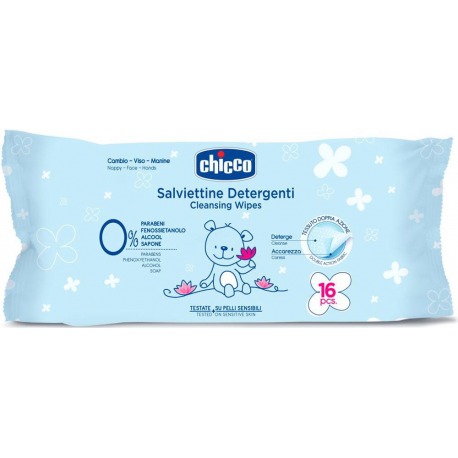 chicco
Cambio - Viso - Manine
Nappy - Face - Hands
Salviettine Detergenti
Cleansing Wipes
0%
PARABENI
FENOSSIETANOLO
ALCOOL
SAPONE
PARABENS
PHENOXYETHANOL
ALCOHOL
SOAP
Deterge
Cleanse
Accarezza
Caress
TESSUTO DOPPIA AZIONE
DOUBLE ACTION FABRIC
16
pcs.
TESTATE SU PELLI SENSIBILI
TESTED ON SENSITIVE SKIN